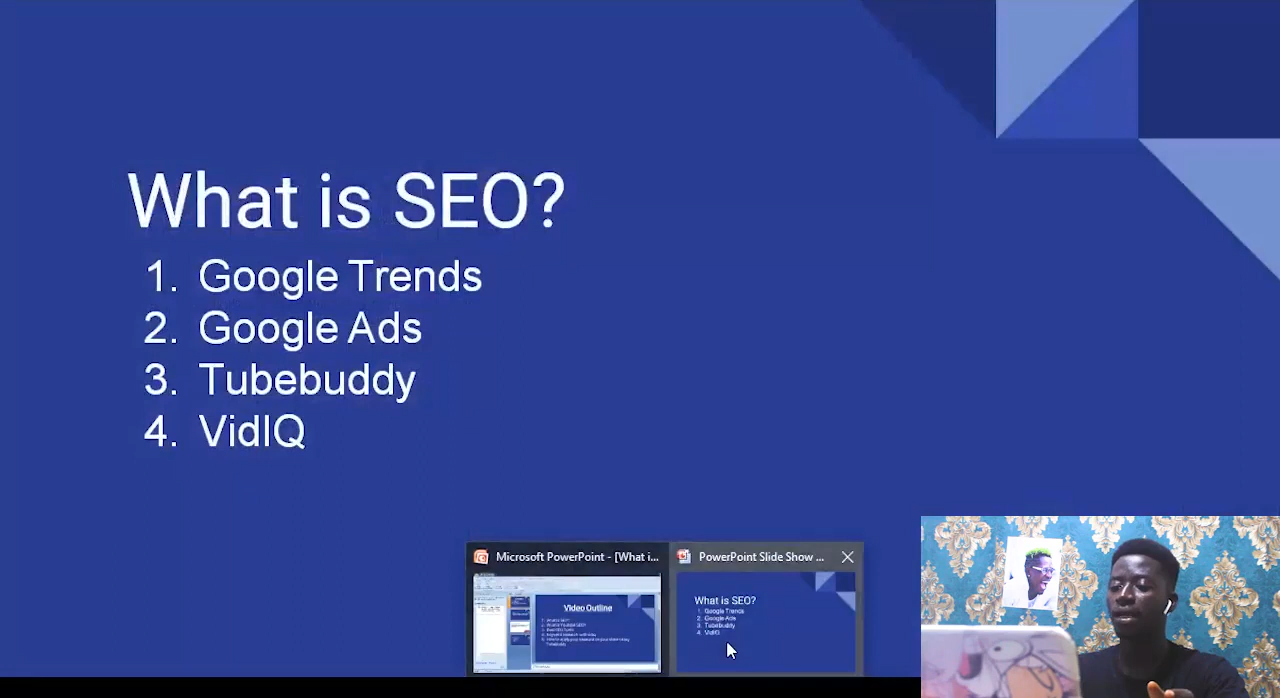 What is SEO?
1. Google Trends
2. Google Ads
3. Tubebuddy
4. VidIQ
Microsoft PowerPoint - [What i...
PowerPoint Slide Show ...
Video Outline
What is SEO?
1. Google Trends
2. Google Ads
3. Tubebuddy
4. VidIQ